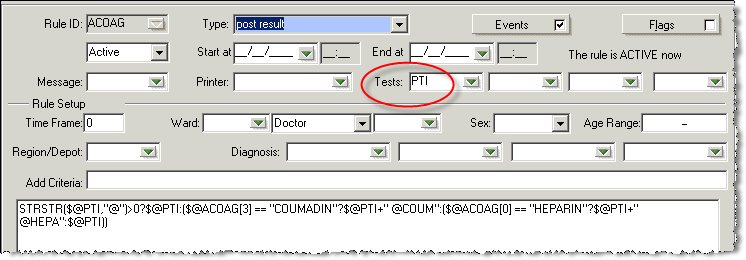 Rule ID: ACOAG Type: post result Events Flags
Active Start at __/__/____ __:__ End at __/__/____ __:__ The rule is ACTIVE now
Message: Printer: Tests: PTI
Rule Setup
Time Frame: 0 Ward: Doctor Sex: Age Range: –
Region/Depot: Diagnosis:
Add Criteria:
STRSTR($@PTI,"@")>0?$@PTI:($@ACOAG[3] == "COUMADIN"?$@PTI+" @COUM":($@ACOAG[0] == "HEPARIN"?$@PTI+"
@HEPA":$@PTI))